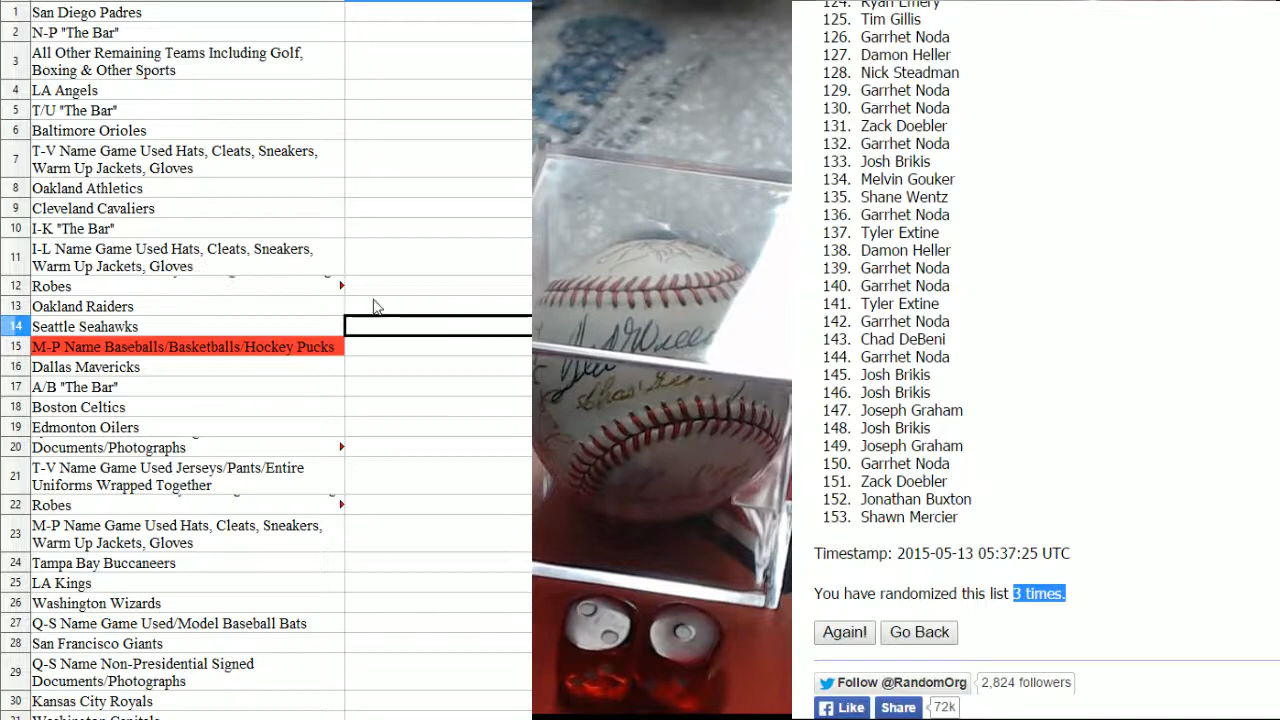 1 San Diego Padres
2 N-P "The Bar"
3 All Other Remaining Teams Including Golf,
Boxing & Other Sports
4 LA Angels
5 T/U "The Bar"
6 Baltimore Orioles
7 T-V Name Game Used Hats, Cleats, Sneakers,
Warm Up Jackets, Gloves
8 Oakland Athletics
9 Cleveland Cavaliers
10 I-K "The Bar"
11 I-L Name Game Used Hats, Cleats, Sneakers,
Warm Up Jackets, Gloves
12 Robes
13 Oakland Raiders
14 Seattle Seahawks
15 M-P Name Baseballs/Basketballs/Hockey Pucks
16 Dallas Mavericks
17 A/B "The Bar"
18 Boston Celtics
19 Edmonton Oilers
20 Documents/Photographs
21 T-V Name Game Used Jerseys/Pants/Entire
Uniforms Wrapped Together
22 Robes
23 M-P Name Game Used Hats, Cleats, Sneakers,
Warm Up Jackets, Gloves
24 Tampa Bay Buccaneers
25 LA Kings
26 Washington Wizards
27 Q-S Name Game Used/Model Baseball Bats
28 San Francisco Giants
29 Q-S Name Non-Presidential Signed
Documents/Photographs
30 Kansas City Royals
31 Washington Capitals
124. Ryan Emery
125. Tim Gillis
126. Garrhet Noda
127. Damon Heller
128. Nick Steadman
129. Garrhet Noda
130. Garrhet Noda
131. Zack Doebler
132. Garrhet Noda
133. Josh Brikis
134. Melvin Gouker
135. Shane Wentz
136. Garrhet Noda
137. Tyler Extine
138. Damon Heller
139. Garrhet Noda
140. Garrhet Noda
141. Tyler Extine
142. Garrhet Noda
143. Chad DeBeni
144. Garrhet Noda
145. Josh Brikis
146. Josh Brikis
147. Joseph Graham
148. Josh Brikis
149. Joseph Graham
150. Garrhet Noda
151. Zack Doebler
152. Jonathan Buxton
153. Shawn Mercier
Timestamp: 2015-05-13 05:37:25 UTC
You have randomized this list 3 times.
Again! Go Back
Follow @RandomOrg 2,824 followers
Like Share 72k